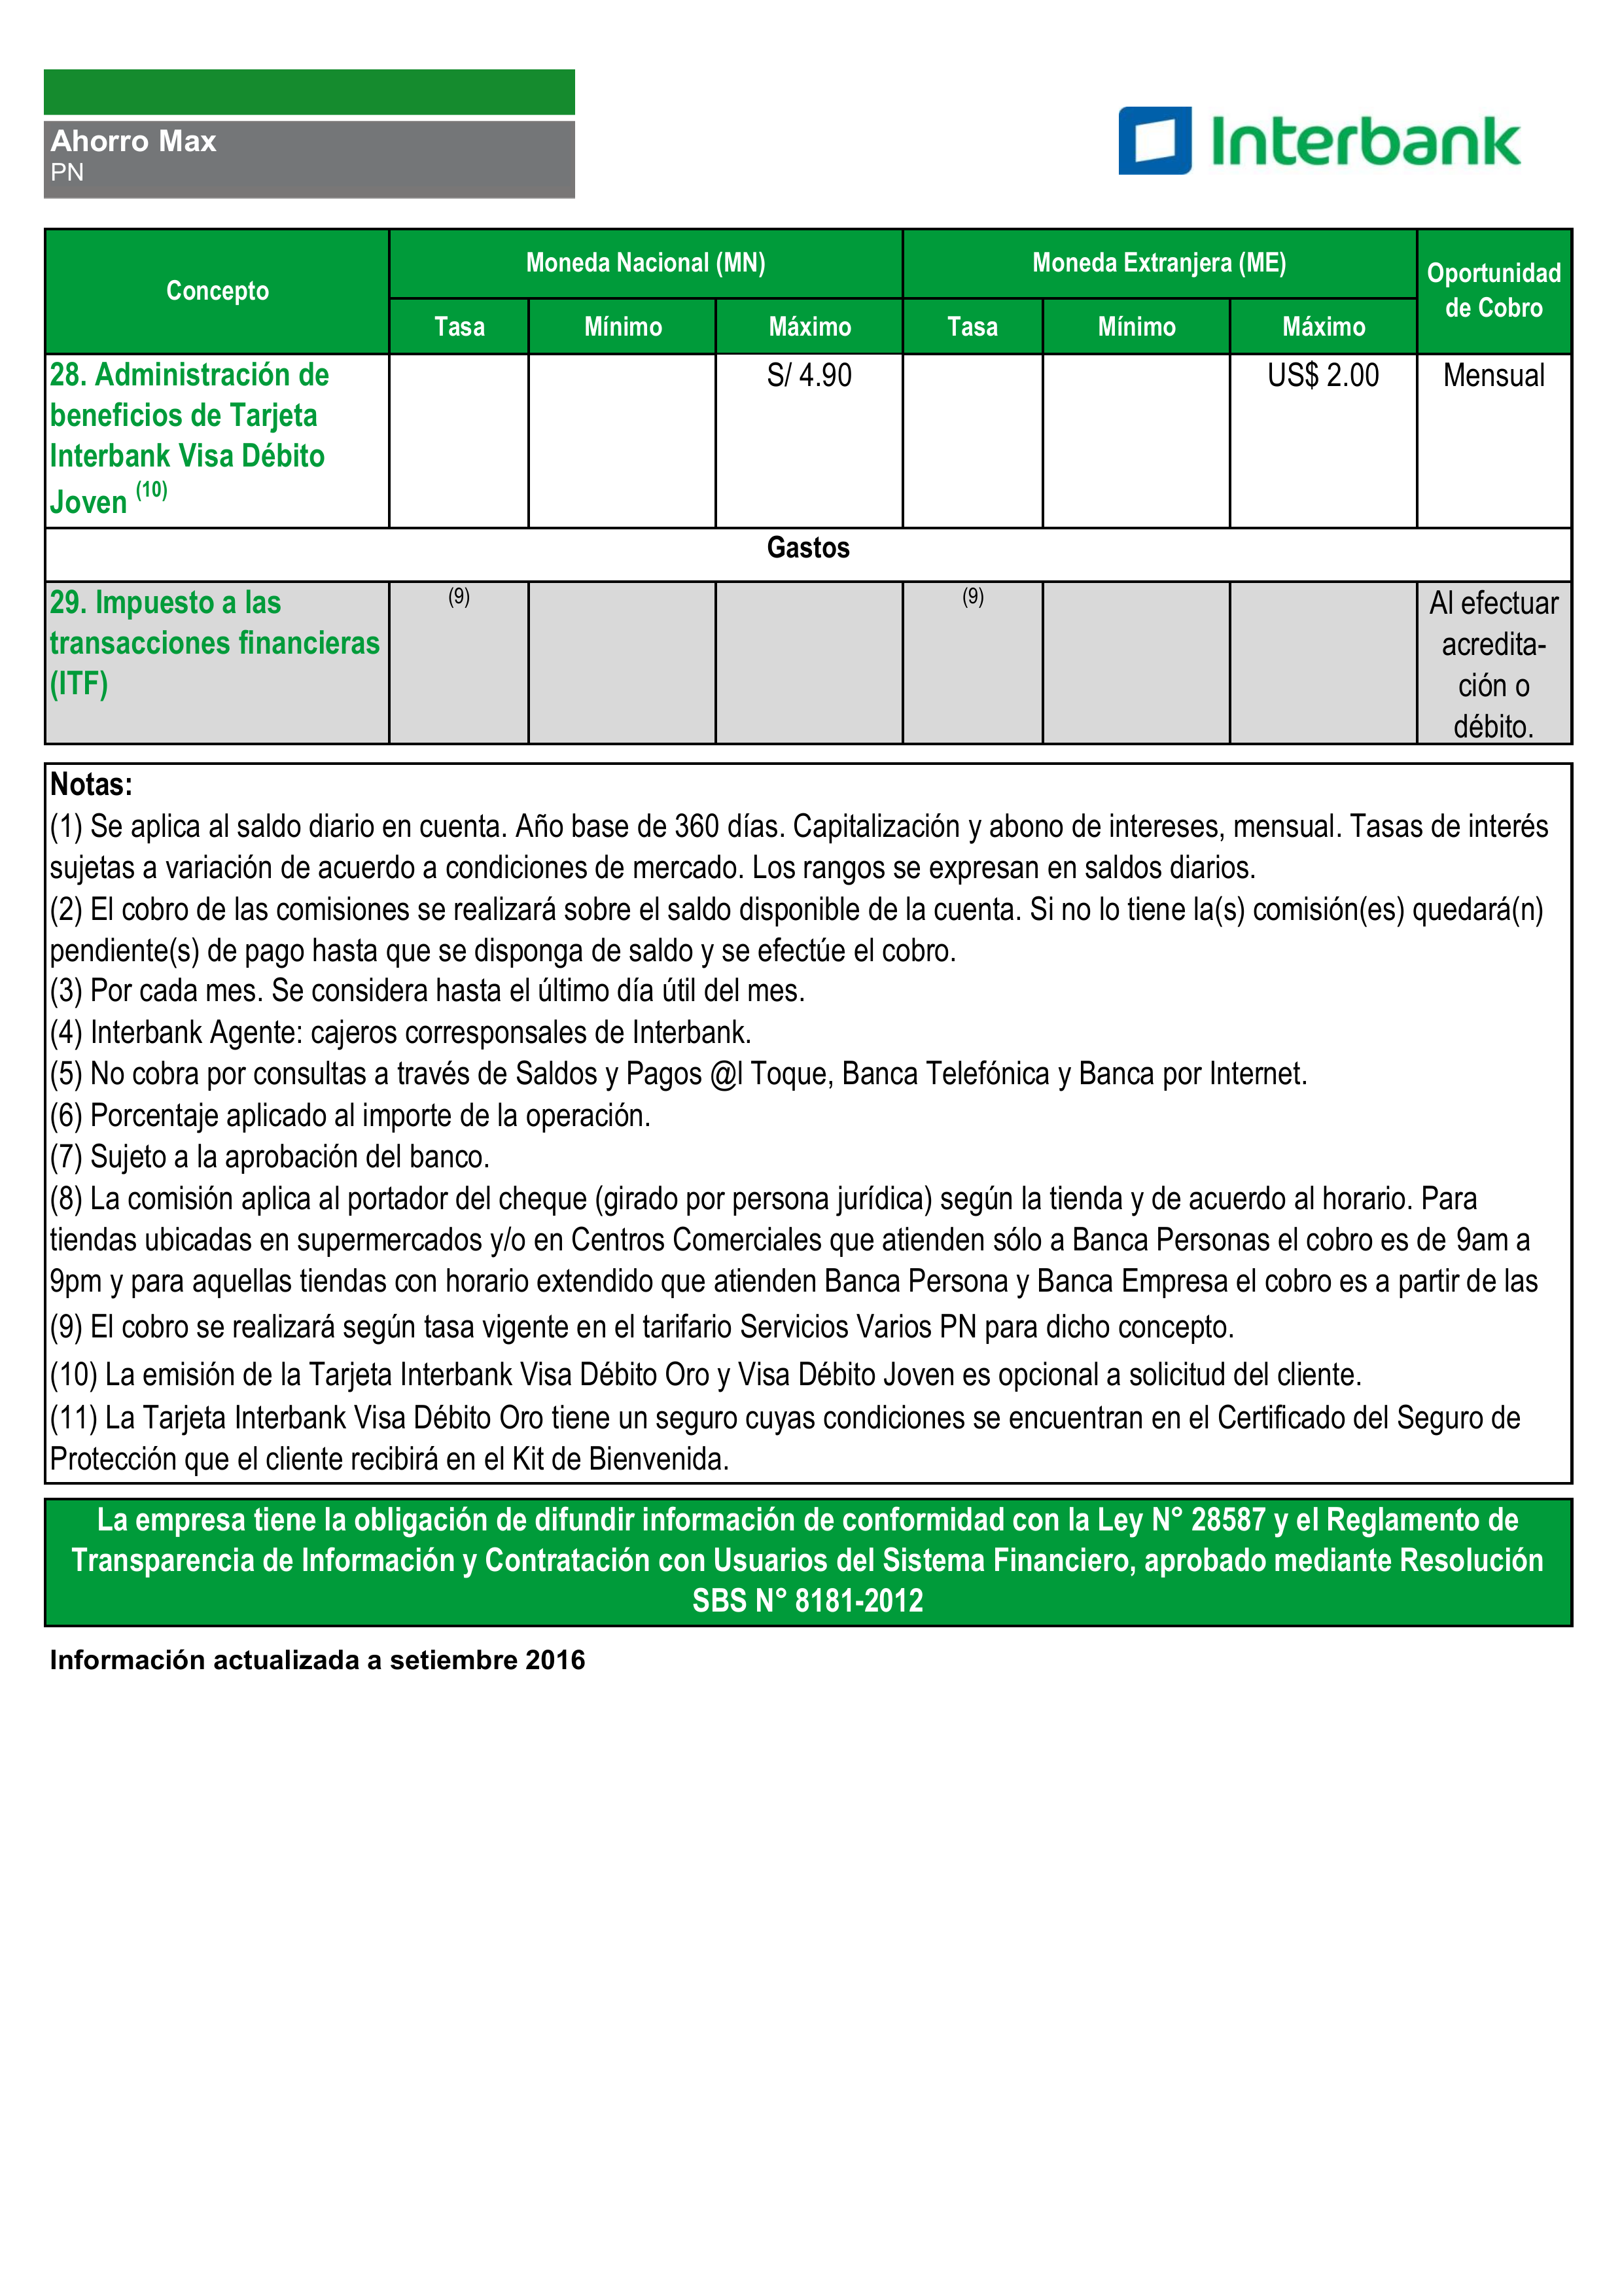 Ahorro Max
PN
Interbank
Concepto
Moneda Nacional (MN)
Moneda Extranjera (ME)
Oportunidad
de Cobro
Tasa
Mínimo
Máximo
Tasa
Mínimo
Máximo
28. Administración de
beneficios de Tarjeta
Interbank Visa Débito
Joven (10)
S/ 4.90
US$ 2.00
Mensual
Gastos
29. Impuesto a las
transacciones financieras
(ITF)
(9)
(9)
Al efectuar
acredita-
ción o
débito.
Notas:
(1) Se aplica al saldo diario en cuenta. Año base de 360 días. Capitalización y abono de intereses, mensual. Tasas de interés
sujetas a variación de acuerdo a condiciones de mercado. Los rangos se expresan en saldos diarios.
(2) El cobro de las comisiones se realizará sobre el saldo disponible de la cuenta. Si no lo tiene la(s) comisión(es) quedará(n)
pendiente(s) de pago hasta que se disponga de saldo y se efectúe el cobro.
(3) Por cada mes. Se considera hasta el último día útil del mes.
(4) Interbank Agente: cajeros corresponsales de Interbank.
(5) No cobra por consultas a través de Saldos y Pagos @l Toque, Banca Telefónica y Banca por Internet.
(6) Porcentaje aplicado al importe de la operación.
(7) Sujeto a la aprobación del banco.
(8) La comisión aplica al portador del cheque (girado por persona jurídica) según la tienda y de acuerdo al horario. Para
tiendas ubicadas en supermercados y/o en Centros Comerciales que atienden sólo a Banca Personas el cobro es de 9am a
9pm y para aquellas tiendas con horario extendido que atienden Banca Persona y Banca Empresa el cobro es a partir de las
(9) El cobro se realizará según tasa vigente en el tarifario Servicios Varios PN para dicho concepto.
(10) La emisión de la Tarjeta Interbank Visa Débito Oro y Visa Débito Joven es opcional a solicitud del cliente.
(11) La Tarjeta Interbank Visa Débito Oro tiene un seguro cuyas condiciones se encuentran en el Certificado del Seguro de
Protección que el cliente recibirá en el Kit de Bienvenida.
La empresa tiene la obligación de difundir información de conformidad con la Ley N° 28587 y el Reglamento de
Transparencia de Información y Contratación con Usuarios del Sistema Financiero, aprobado mediante Resolución
SBS N° 8181-2012
Información actualizada a setiembre 2016